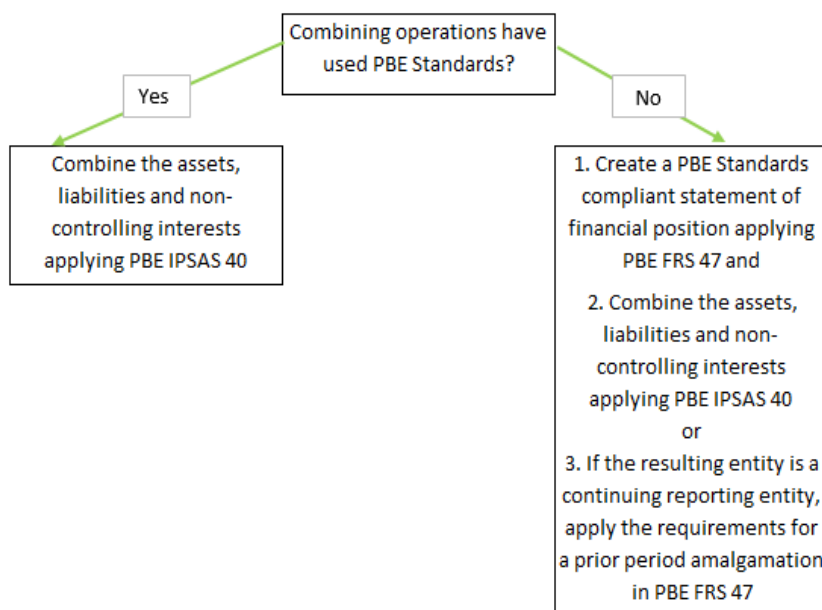 Combining operations have
used PBE Standards?
Yes
No
Combine the assets,
liabilities and non-
controlling interests
applying PBE IPSAS 40
1. Create a PBE Standards
compliant statement of
financial position applying
PBE FRS 47 and
2. Combine the assets,
liabilities and non-
controlling interests
applying PBE IPSAS 40
or
3. If the resulting entity is a
continuing reporting entity,
apply the requirements for
a prior period amalgamation
in PBE FRS 47